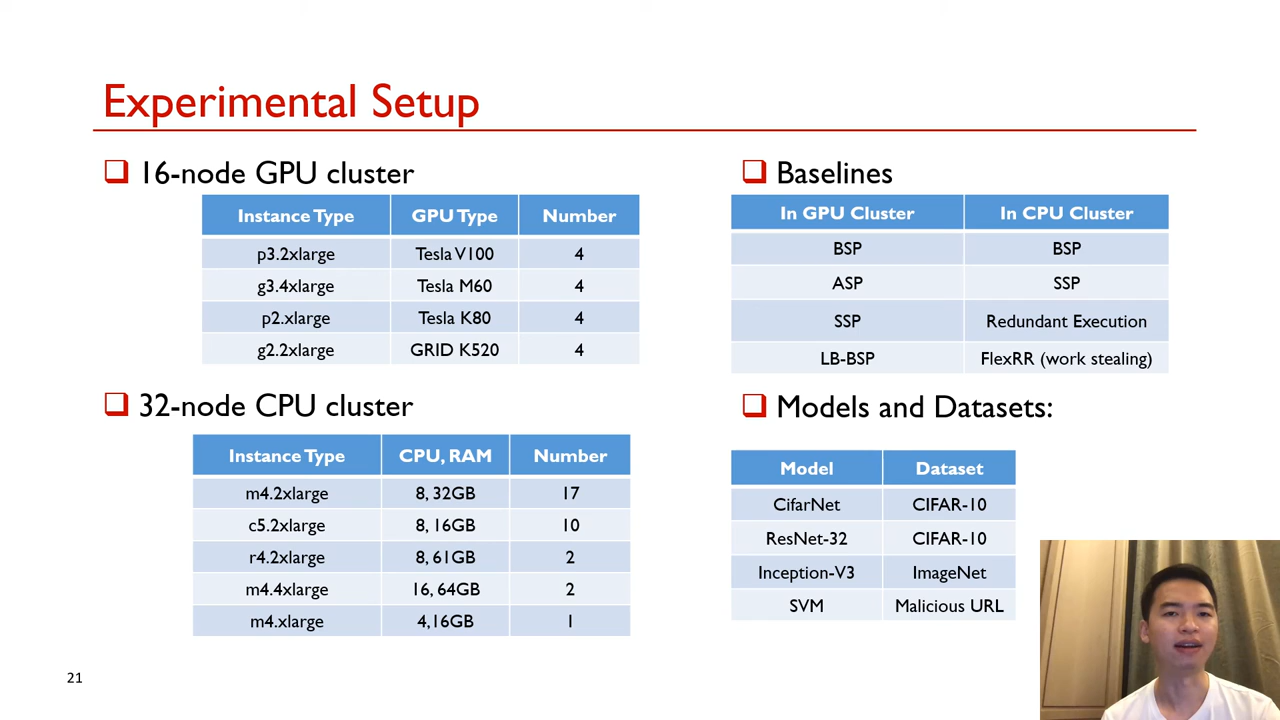 Experimental Setup
16-node GPU cluster
Instance Type GPU Type Number
p3.2xlarge Tesla V100 4
g3.4xlarge Tesla M60 4
p2.xlarge Tesla K80 4
g2.2xlarge GRID K520 4
32-node CPU cluster
Instance Type CPU, RAM Number
m4.2xlarge 8, 32GB 17
c5.2xlarge 8, 16GB 10
r4.2xlarge 8, 61GB 2
m4.4xlarge 16, 64GB 2
m4.xlarge 4,16GB 1
Baselines
In GPU Cluster In CPU Cluster
BSP BSP
ASP SSP
SSP Redundant Execution
LB-BSP FlexRR (work stealing)
Models and Datasets:
Model Dataset
CifarNet CIFAR-10
ResNet-32 CIFAR-10
Inception-V3 ImageNet
SVM Malicious URL
21